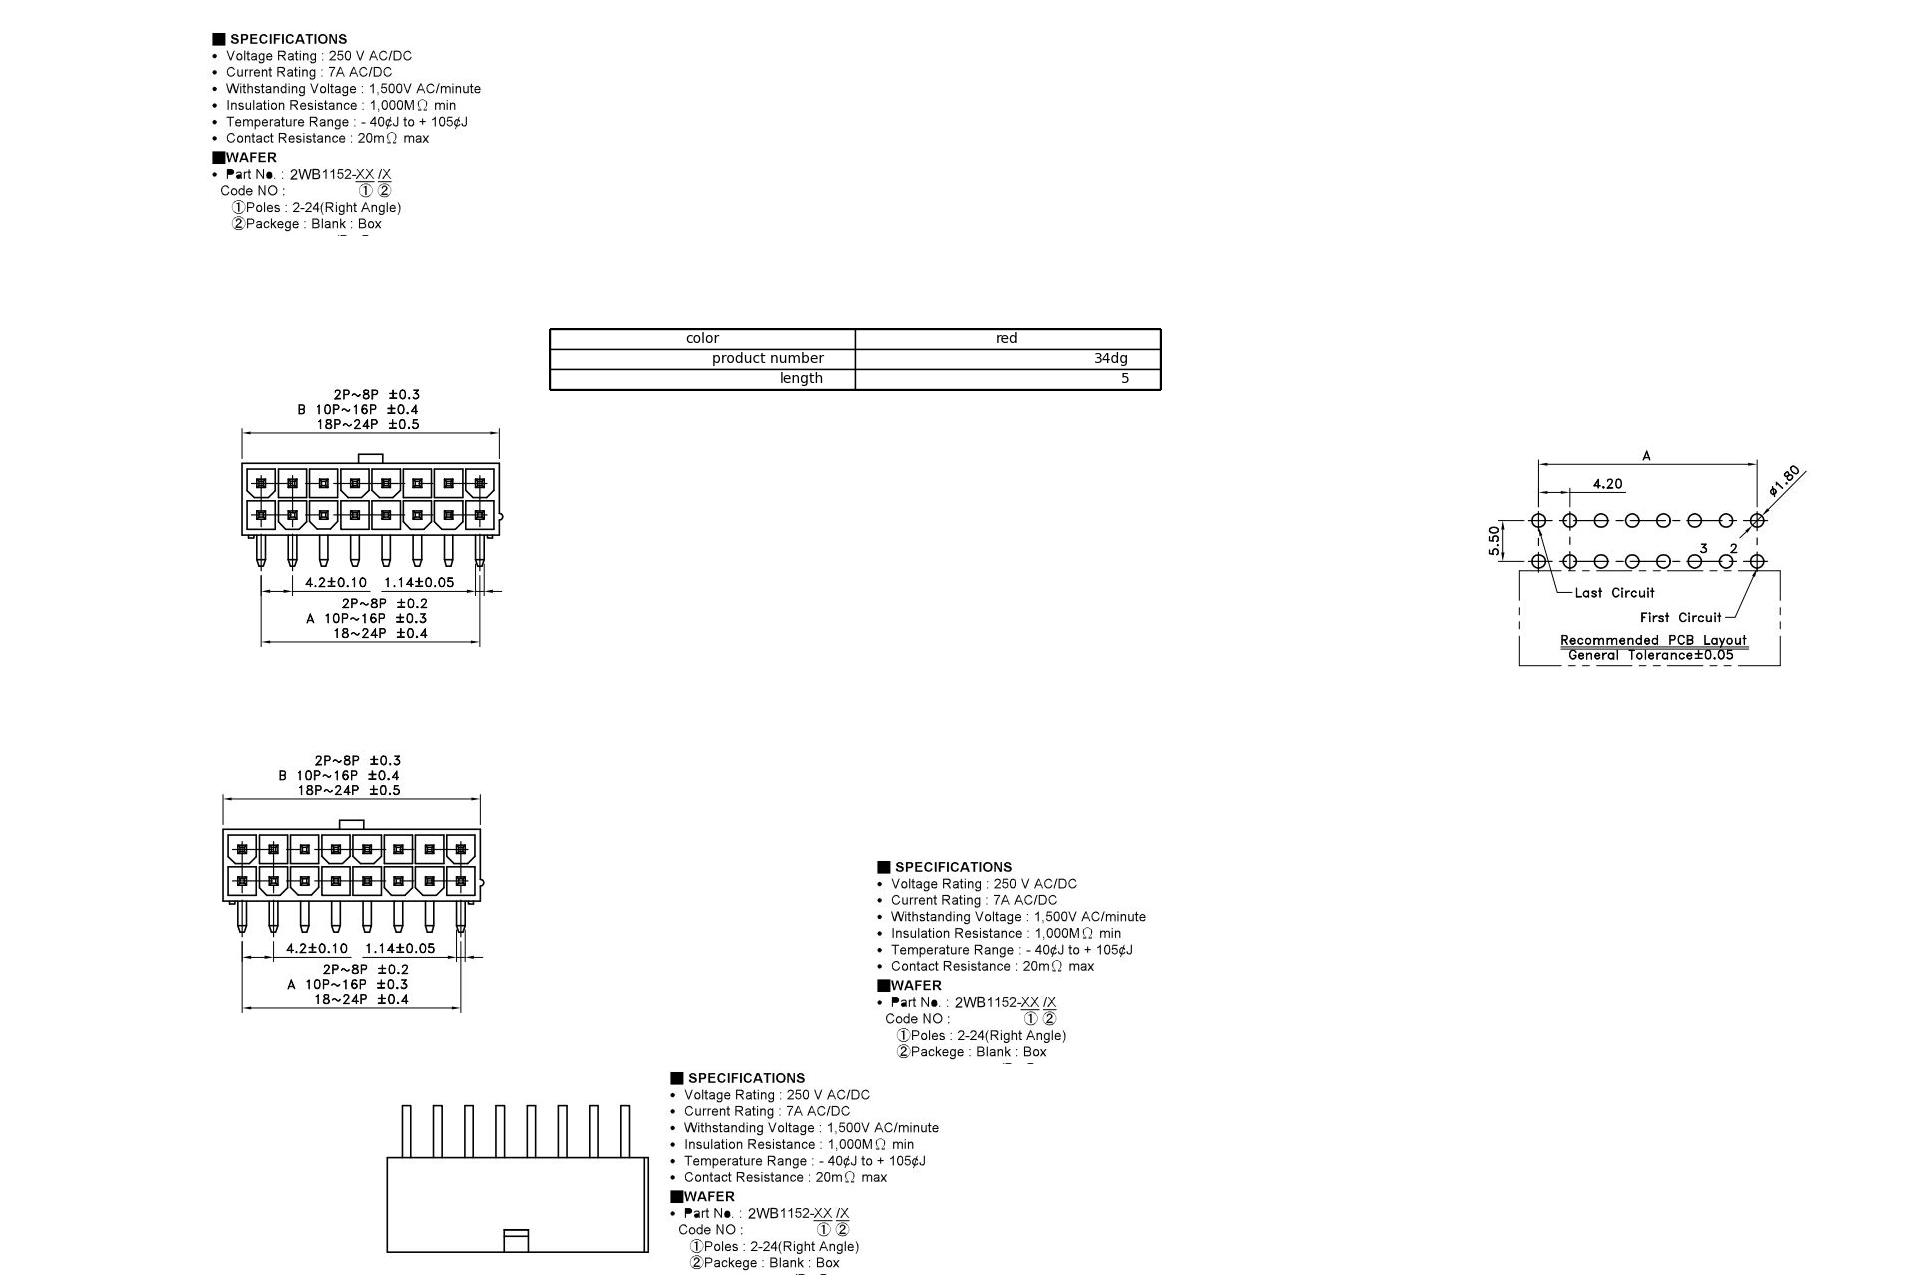 ■ SPECIFICATIONS
• Voltage Rating : 250 V AC/DC
• Current Rating : 7A AC/DC
• Withstanding Voltage : 1,500V AC/minute
• Insulation Resistance : 1,000MΩ min
• Temperature Range : - 40¢J to + 105¢J
• Contact Resistance : 20mΩ max
■WAFER
• Part No. : 2WB1152-XX /X
Code NO : ① ②
①Poles : 2-24(Right Angle)
②Packege : Blank : Box
color red
product number 34dg
length 5
2P~8P ±0.3
B 10P~16P ±0.4
18P~24P ±0.5
4.2±0.10 1.14±0.05
2P~8P ±0.2
A 10P~16P ±0.3
18~24P ±0.4
A
4.20
ø1.80
5.50
3 2
Last Circuit
First Circuit
Recommended PCB Layout
General Tolerance±0.05
2P~8P ±0.3
B 10P~16P ±0.4
18P~24P ±0.5
4.2±0.10 1.14±0.05
2P~8P ±0.2
A 10P~16P ±0.3
18~24P ±0.4
■ SPECIFICATIONS
• Voltage Rating : 250 V AC/DC
• Current Rating : 7A AC/DC
• Withstanding Voltage : 1,500V AC/minute
• Insulation Resistance : 1,000MΩ min
• Temperature Range : - 40¢J to + 105¢J
• Contact Resistance : 20mΩ max
■WAFER
• Part No. : 2WB1152-XX /X
Code NO : ① ②
①Poles : 2-24(Right Angle)
②Packege : Blank : Box
■ SPECIFICATIONS
• Voltage Rating : 250 V AC/DC
• Current Rating : 7A AC/DC
• Withstanding Voltage : 1,500V AC/minute
• Insulation Resistance : 1,000MΩ min
• Temperature Range : - 40¢J to + 105¢J
• Contact Resistance : 20mΩ max
■WAFER
• Part No. : 2WB1152-XX /X
Code NO : ① ②
①Poles : 2-24(Right Angle)
②Packege : Blank : Box